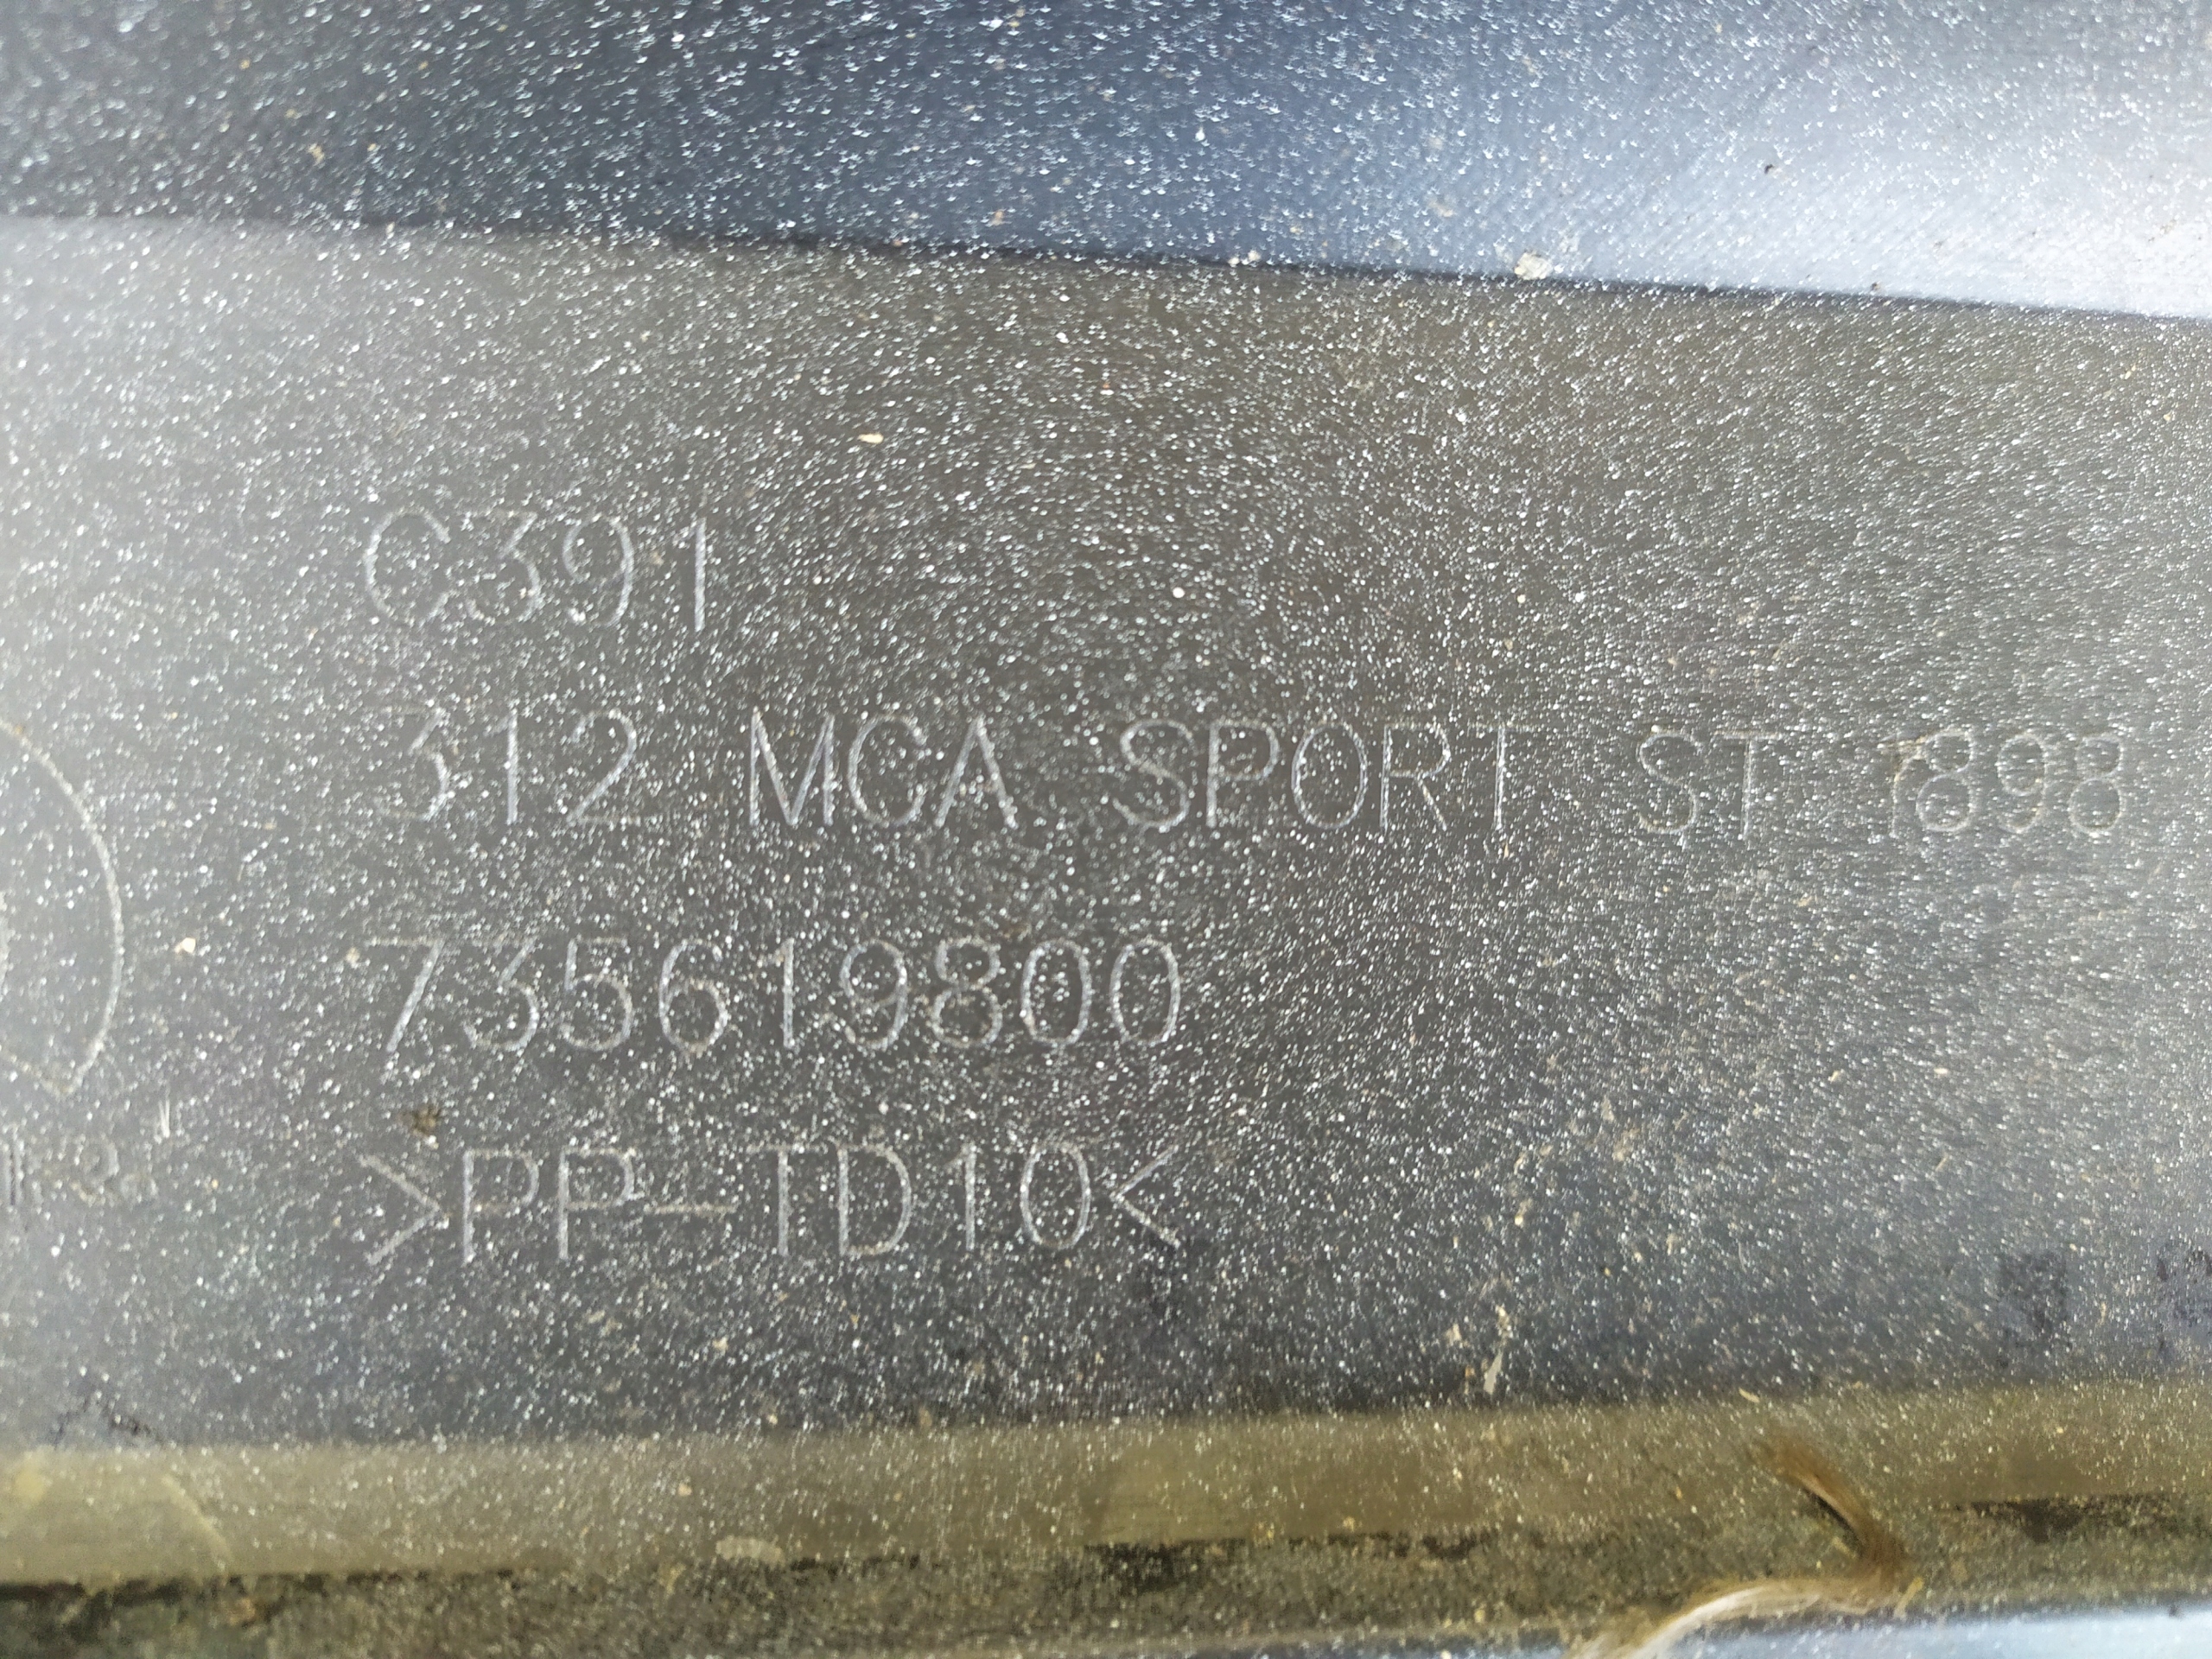 C391
312 MCA SPORT ST 1898
735619800
>PP-TD10<